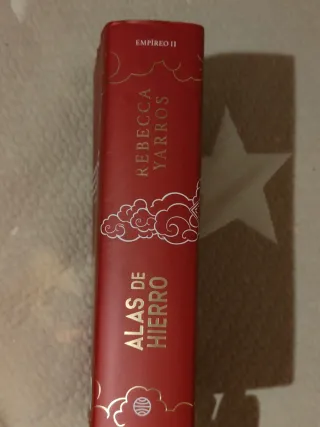 EMPÍREO II
REBECCA
YARROS
ALAS DE
HIERRO